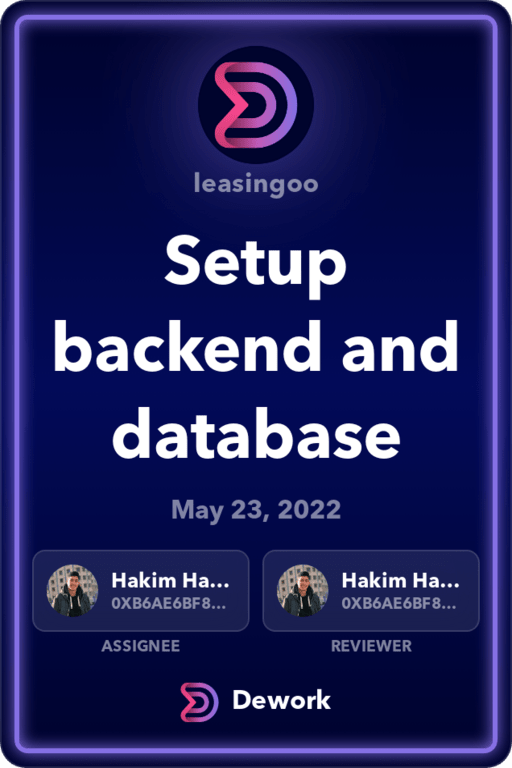 leasingoo
Setup
backend and
database
May 23, 2022
Hakim Ha...
0XB6AE6BF8...
ASSIGNEE
Hakim Ha...
0XB6AE6BF8...
REVIEWER
Dework